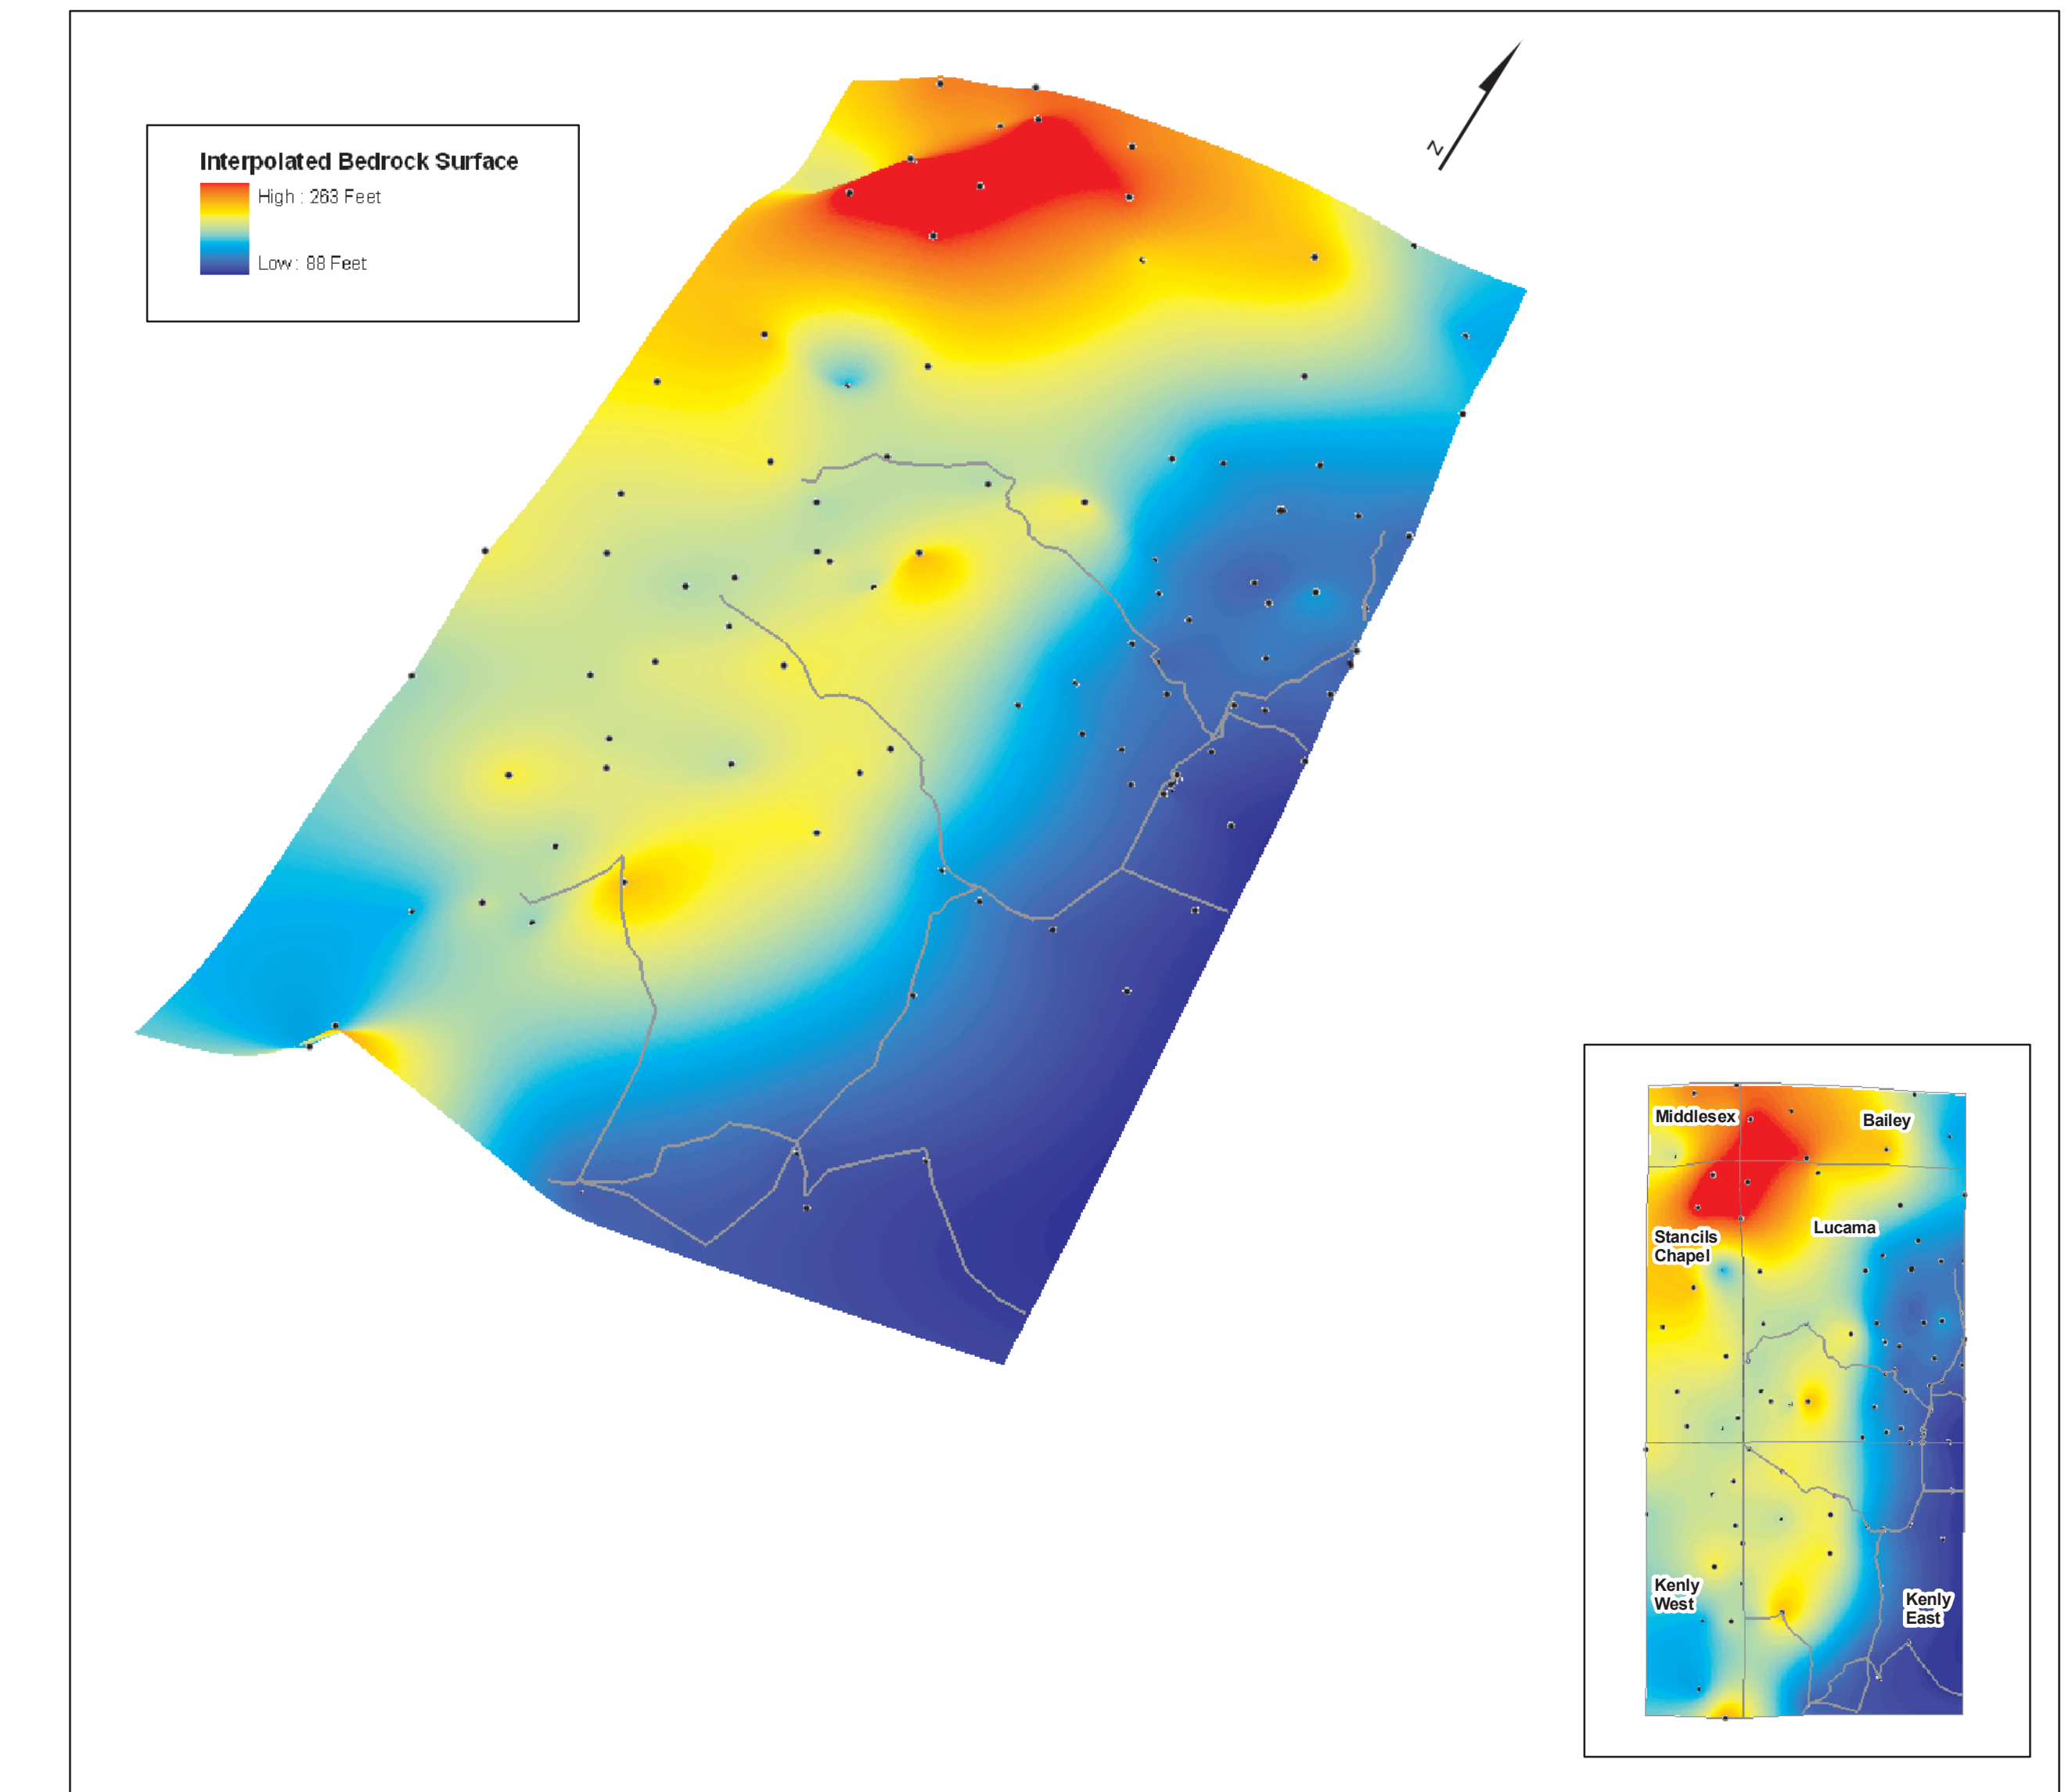 Interpolated Bedrock Surface
High : 263 Feet
Low : 88 Feet
N
Middlesex
Bailey
Stancils
Chapel
Lucama
Kenly
West
Kenly
East